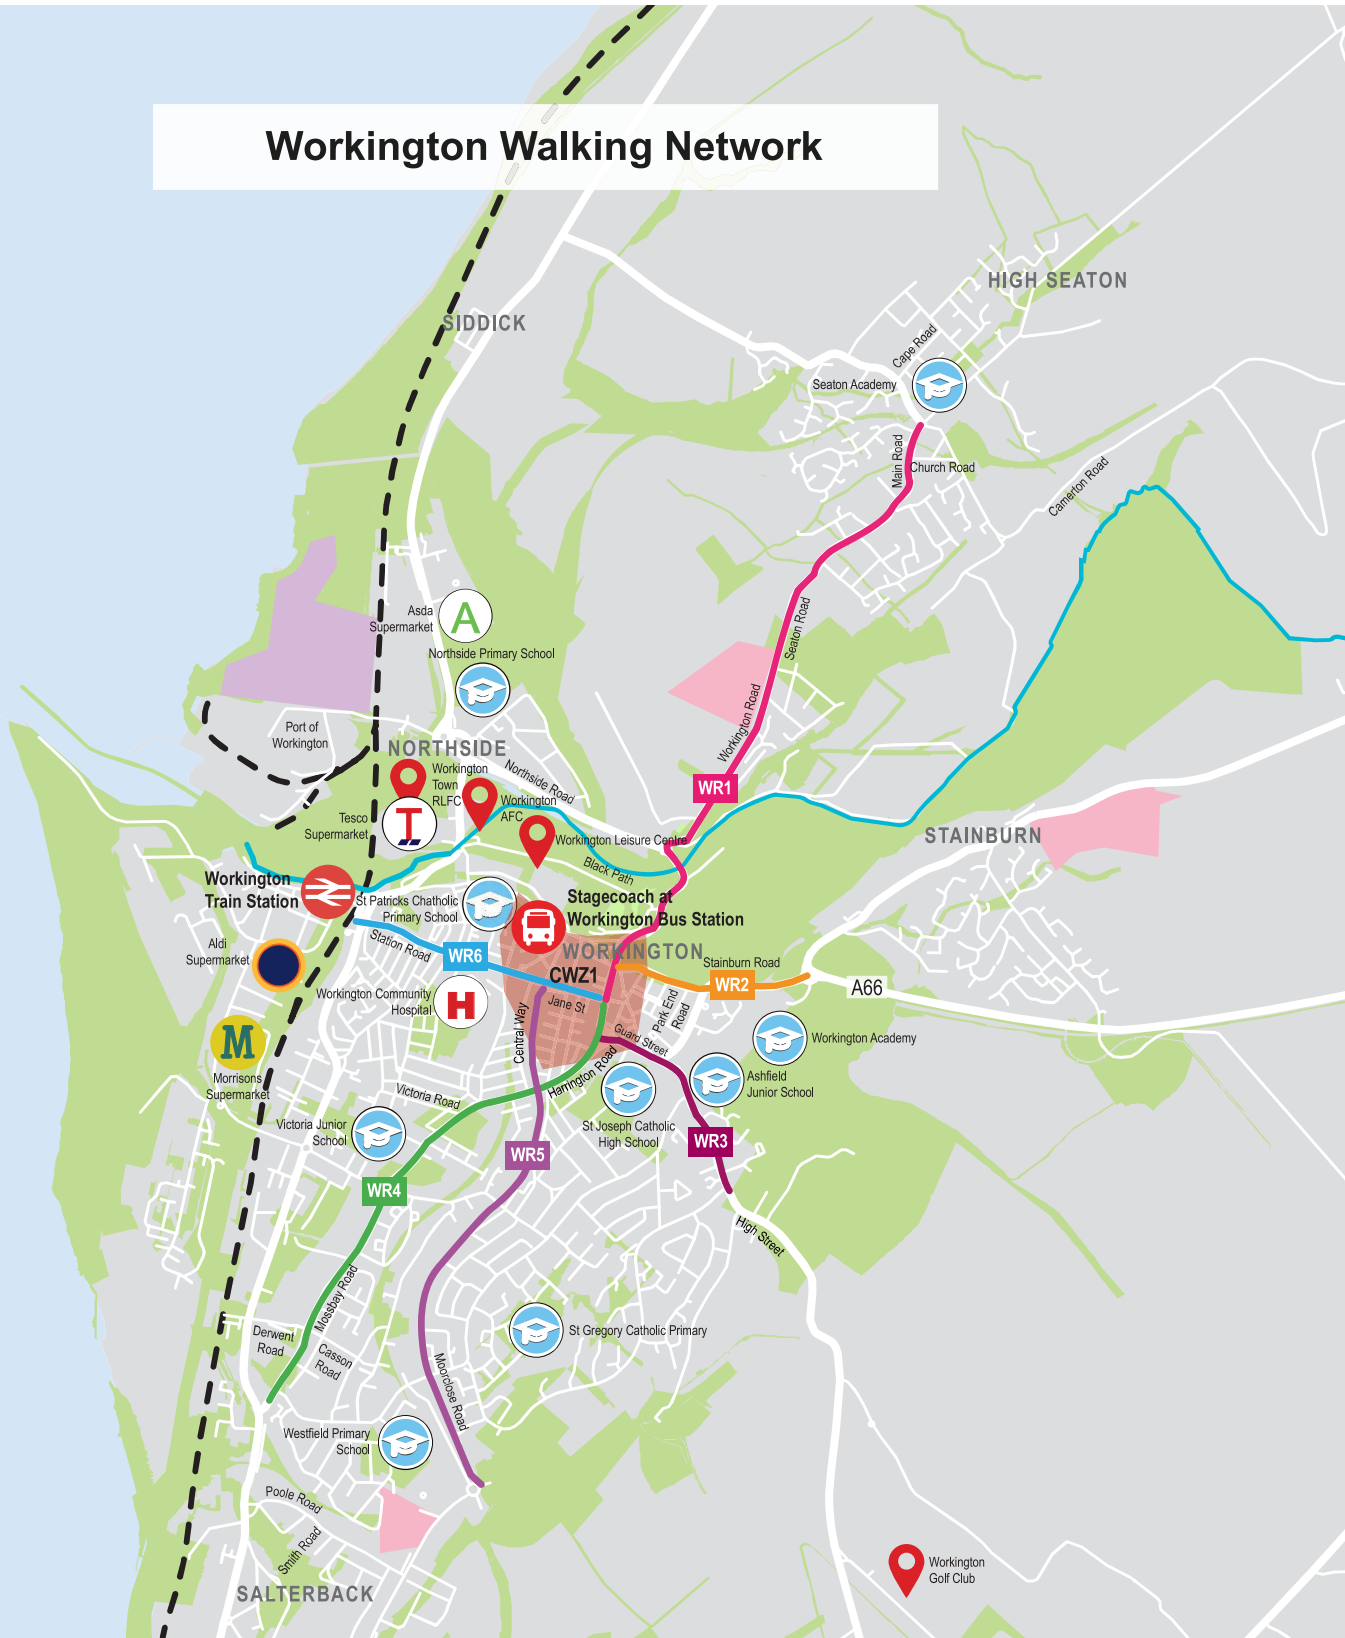 Workington Walking Network
HIGH SEATON
SIDDICK
Cape Road
Seaton Academy
Main Road
Church Road
Camerton Road
Asda
Supermarket
A
Northside Primary School
Seaton Road
Workington Road
Port of
Workington
NORTHSIDE
Workington
Town
RLFC
Northside Road
WR1
Workington
AFC
Tesco
Supermarket
T
STAINBURN
Workington Leisure Centre
Black Path
Workington
Train Station
St Patricks Chatholic
Primary School
Stagecoach at
Workington Bus Station
Aldi
Supermarket
Station Road
WR6
WORKINGTON
CWZ1
Stainburn Road
WR2
A66
Workington Community
Hospital
H
Jane St
Park End
Road
Central Way
Guard Street
Workington Academy
M
Morrisons
Supermarket
Harrington Road
Ashfield
Junior School
Victoria Road
Victoria Junior
School
St Joseph Catholic
High School
WR5
WR3
WR4
High Street
Mossbay Road
Derwent
Road
Casson
Road
St Gregory Catholic Primary
Moorclose Road
Westfield Primary
School
Poole Road
Smith Road
SALTERBACK
Workington
Golf Club